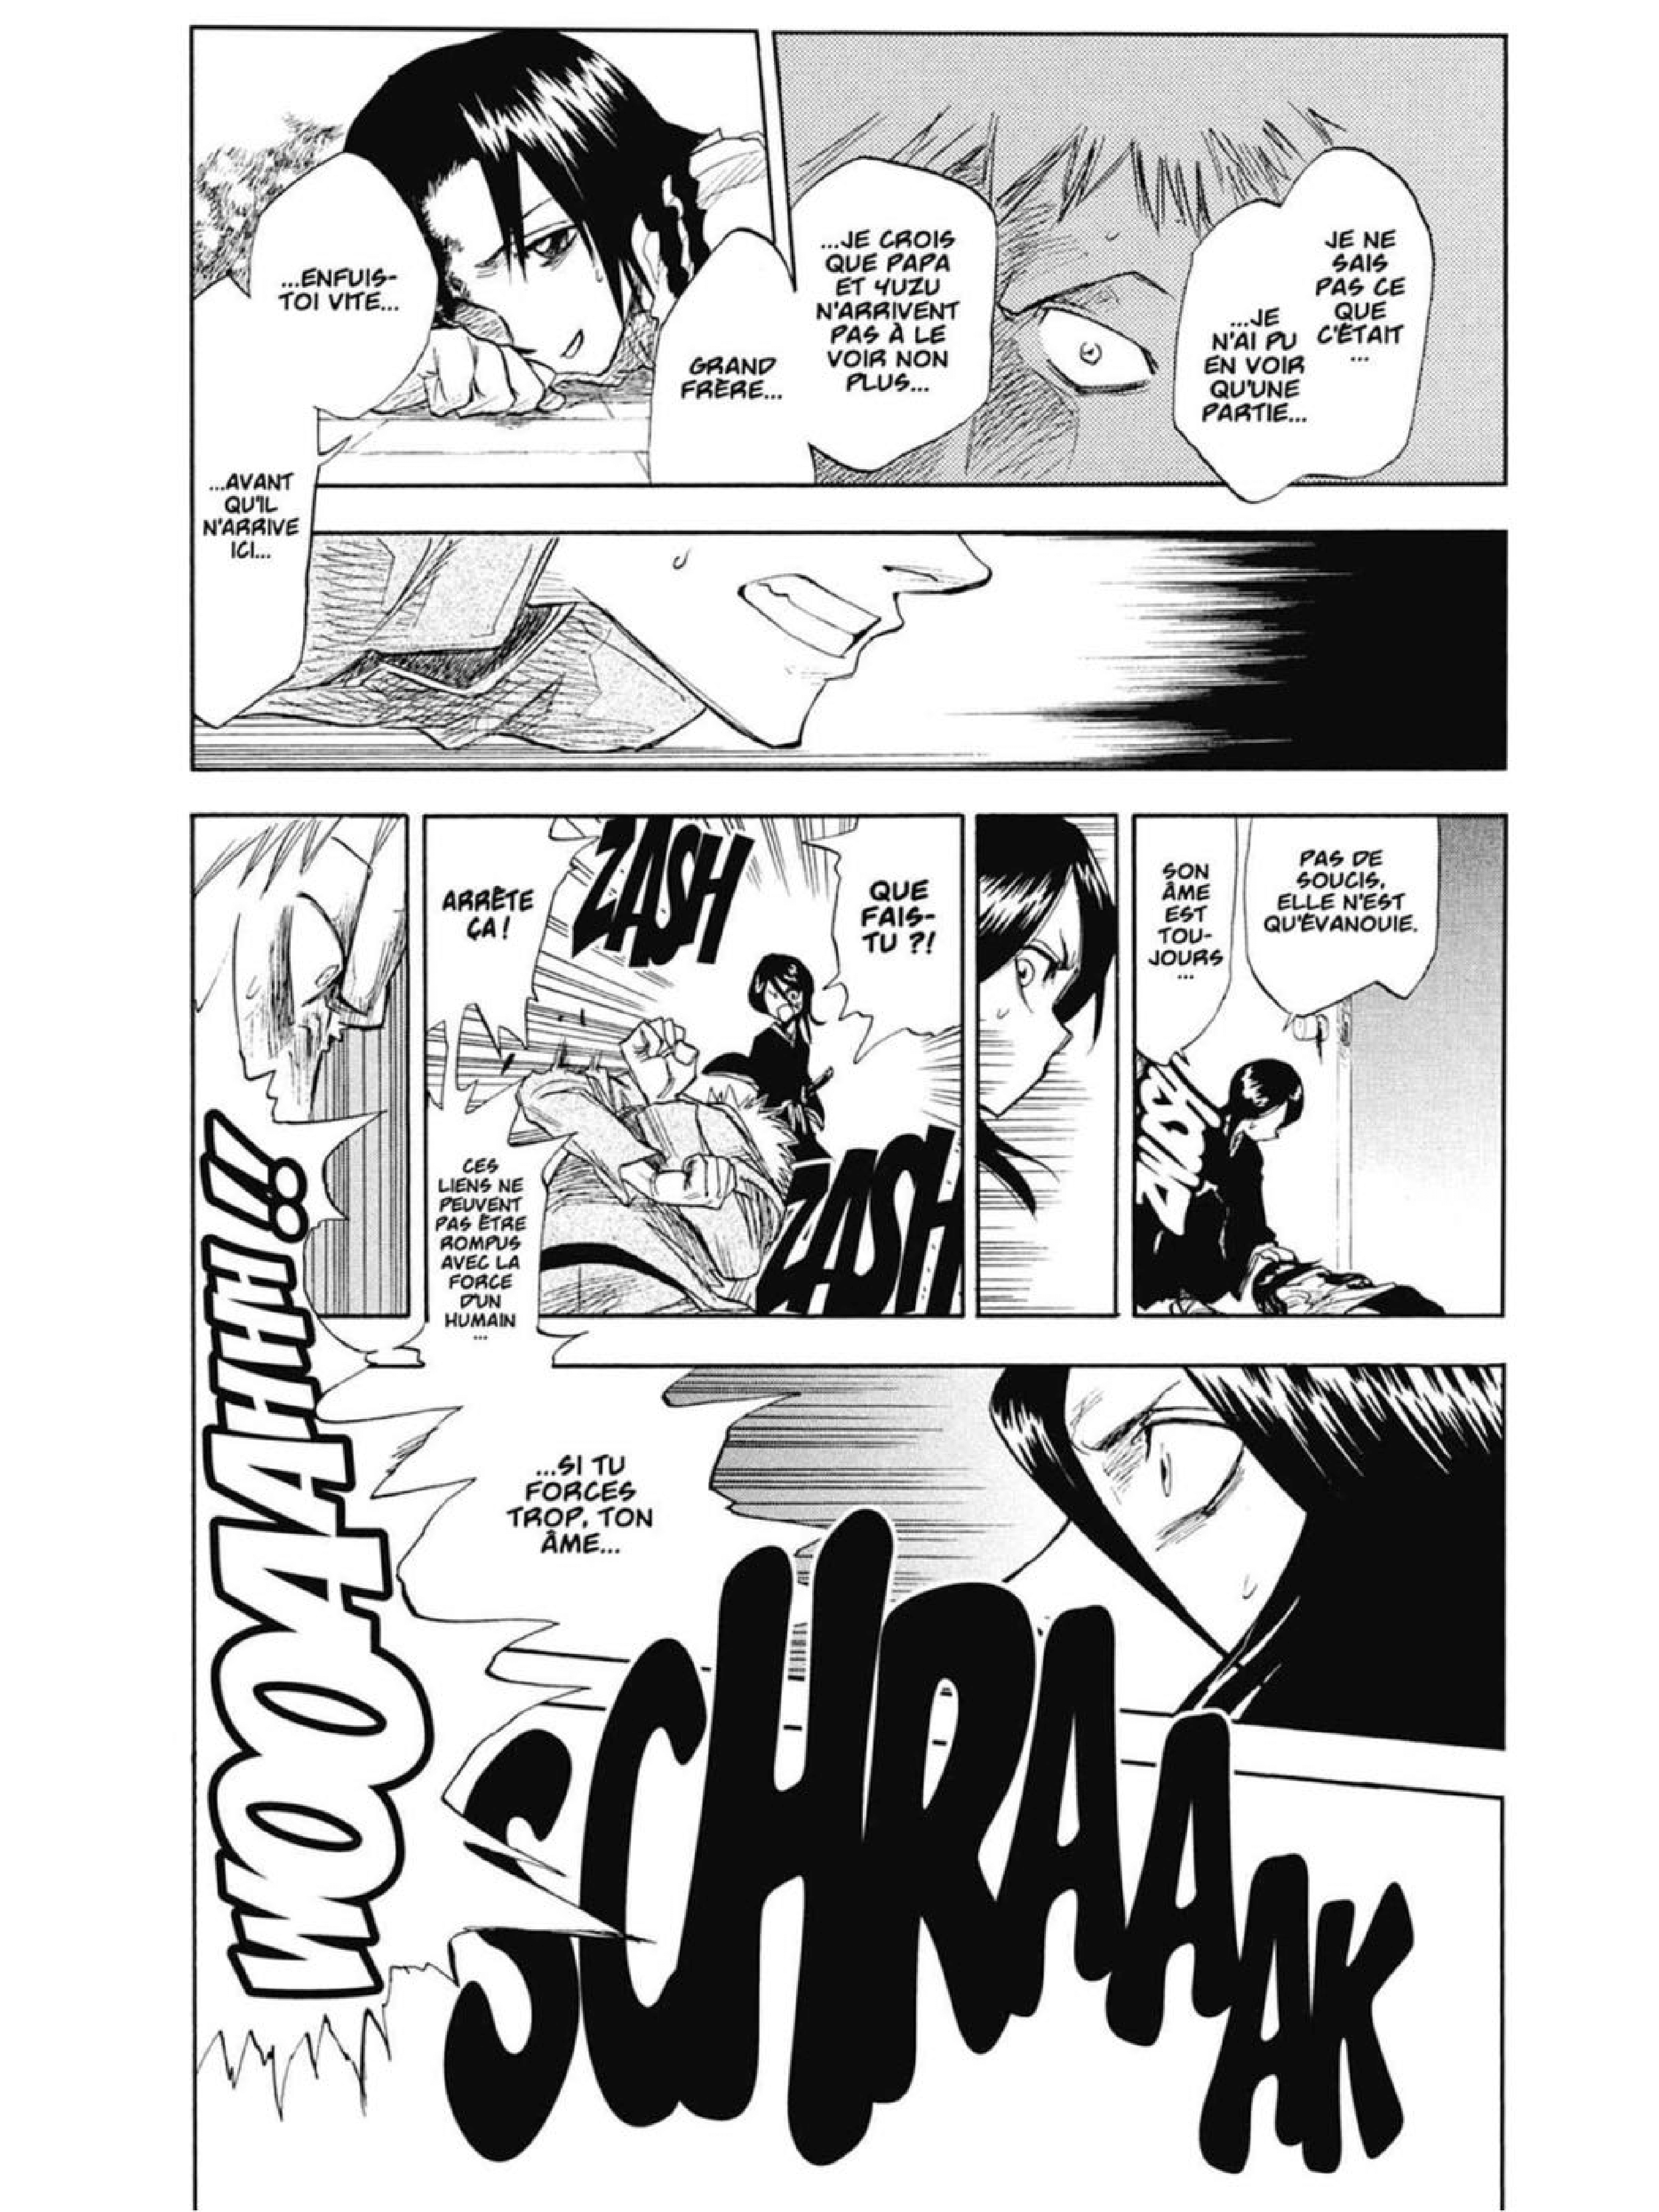 JE NE
SAIS
PAS CE
QUE
C'ÉTAIT
...
...JE
N'AI PU
EN VOIR
QU'UNE
PARTIE...
...JE CROIS
QUE PAPA
ET YUZU
N'ARRIVENT
PAS À LE
VOIR NON
PLUS...
GRAND
FRÈRE...
...ENFUIS-
TOI VITE...
...AVANT
QU'IL
N'ARRIVE
ICI...
PAS DE
SOUCIS,
ELLE N'EST
QU'ÉVANOUIE.
SON
ÂME
EST
TOU-
JOURS
...
QUE
FAIS-
TU ?!
ZASH
ARRÊTE
ÇA !
ZASH
CES
LIENS NE
PEUVENT
PAS ÊTRE
ROMPUS
AVEC LA
FORCE
D'UN
HUMAIN
...
...SI TU
FORCES
TROP, TON
ÂME...
WOOAHHH!!
SCHRAAAK